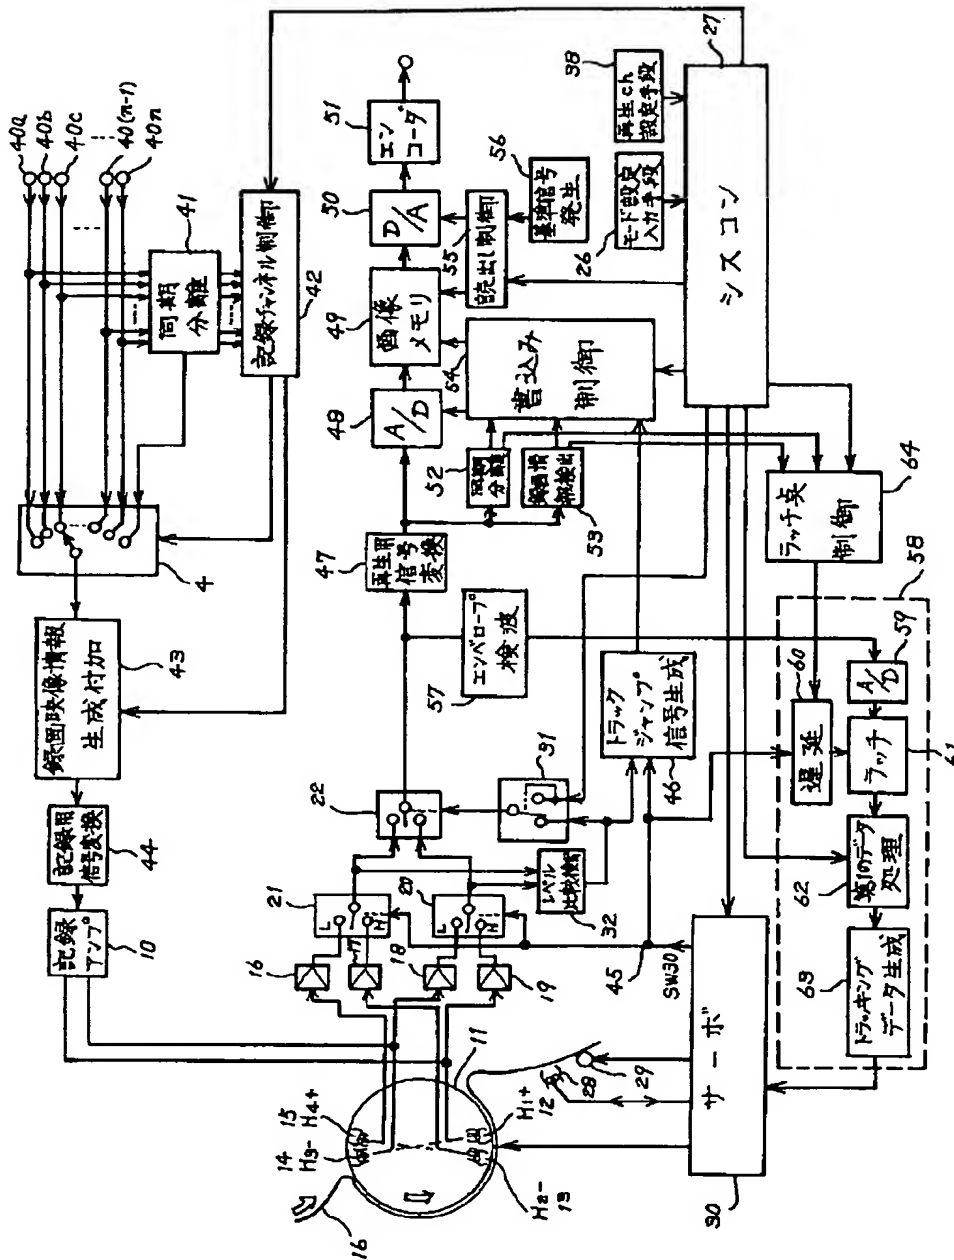 40a
40b
40c
40(n-1)
40n
41
同期
分離
記録チャンネル制御
42
4
録画映像情報
生成付加
43
記録用
信号変換
44
記録
アンプ
10
51
エン
コーダ
50
D/A
49
画像
メモリ
48
A/D
47
再生用
信号
変換
55
読出し制御
56
基準信号
発生
54
書込み
制御
52
同期
分離
53
エンベロープ
検波
57
トラック
ジャンプ
信号生成
46
31
22
21
L
H
20
L
H
レベル
比較検出
32
16
17
18
19
45
SW30
27
シスコン
38
再生ch
設定手段
26
モード設定
入力手段
64
ラッチ点
制御
58
59
A/D
60
遅延
ラッチ
61
第1のデータ
処理
62
トラッキング
データ生成
63
サーボ
30
11
15
H4+
14
H3-
H1+
12
H2-
13
28
29
16